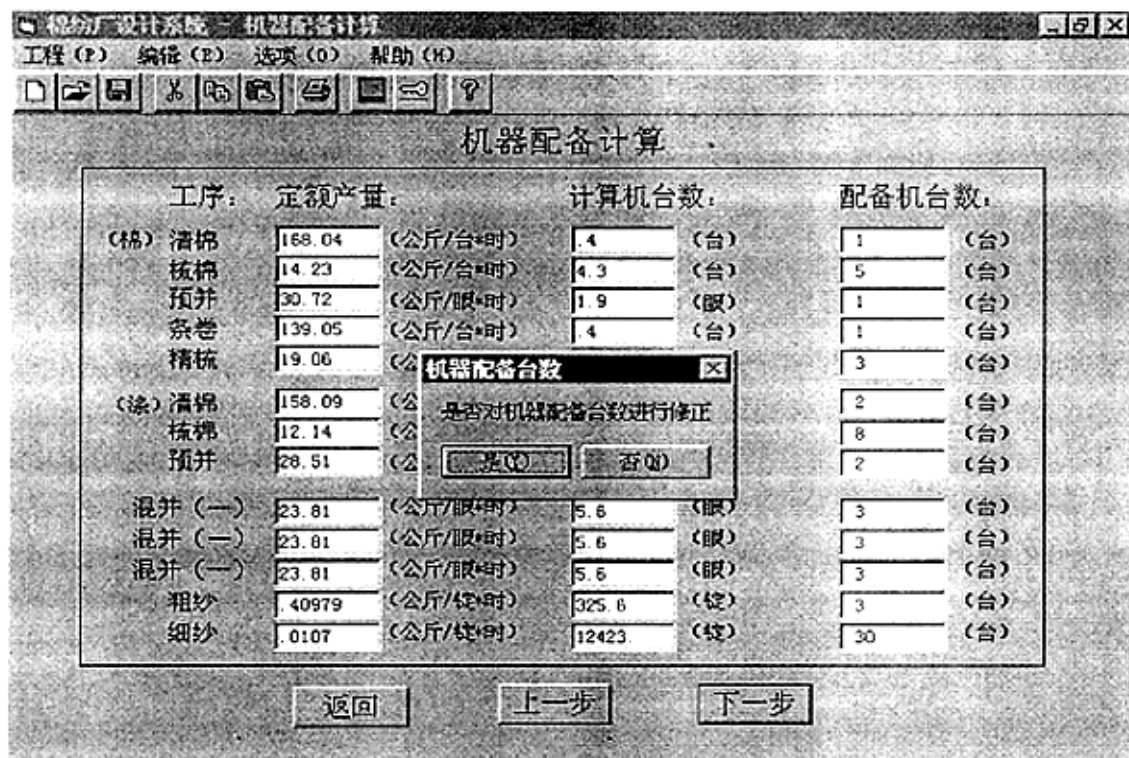 棉纺厂设计系统 - 机器配备计算
工程(P) 编辑(E) 选项(O) 帮助(H)
机器配备计算
工序: 定额产量: 计算机台数: 配备机台数:
(棉) 清棉 168.04 (公斤/台*时) .4 (台) 1 (台)
梳棉 14.23 (公斤/台*时) 4.3 (台) 5 (台)
预并 30.72 (公斤/眼*时) 1.9 (眼) 1 (台)
条卷 139.05 (公斤/台*时) .4 (台) 1 (台)
精梳 19.06 (公 3 (台)
机器配备台数
是否对机器配备台数进行修正
是(Y) 否(N)
(涤) 清棉 158.09 (公 2 (台)
梳棉 12.14 (公 8 (台)
预并 28.51 (公 2 (台)
混并(一) 23.81 (公斤/眼*时) 5.6 (眼) 3 (台)
混并(一) 23.81 (公斤/眼*时) 5.6 (眼) 3 (台)
混并(一) 23.81 (公斤/眼*时) 5.6 (眼) 3 (台)
粗纱 .40979 (公斤/锭*时) 325.6 (锭) 3 (台)
细纱 .0107 (公斤/锭*时) 12423. (锭) 30 (台)
返回 上一步 下一步